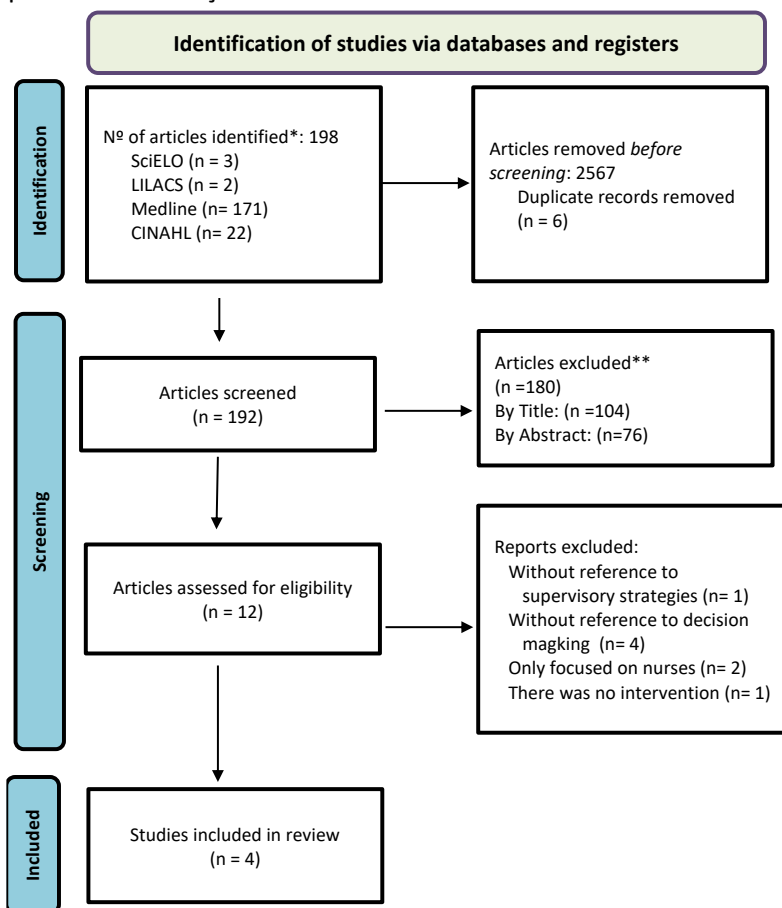 Identification of studies via databases and registers
Identification
Nº of articles identified*: 198
SciELO (n = 3)
LILACS (n = 2)
Medline (n= 171)
CINAHL (n= 22)
Articles removed before
screening: 2567
Duplicate records removed
(n = 6)
Screening
Articles screened
(n = 192)
Articles excluded**
(n =180)
By Title: (n =104)
By Abstract: (n=76)
Articles assessed for eligibility
(n = 12)
Reports excluded:
Without reference to
supervisory strategies (n= 1)
Without reference to decision
magking (n= 4)
Only focused on nurses (n= 2)
There was no intervention (n= 1)
Included
Studies included in review
(n = 4)